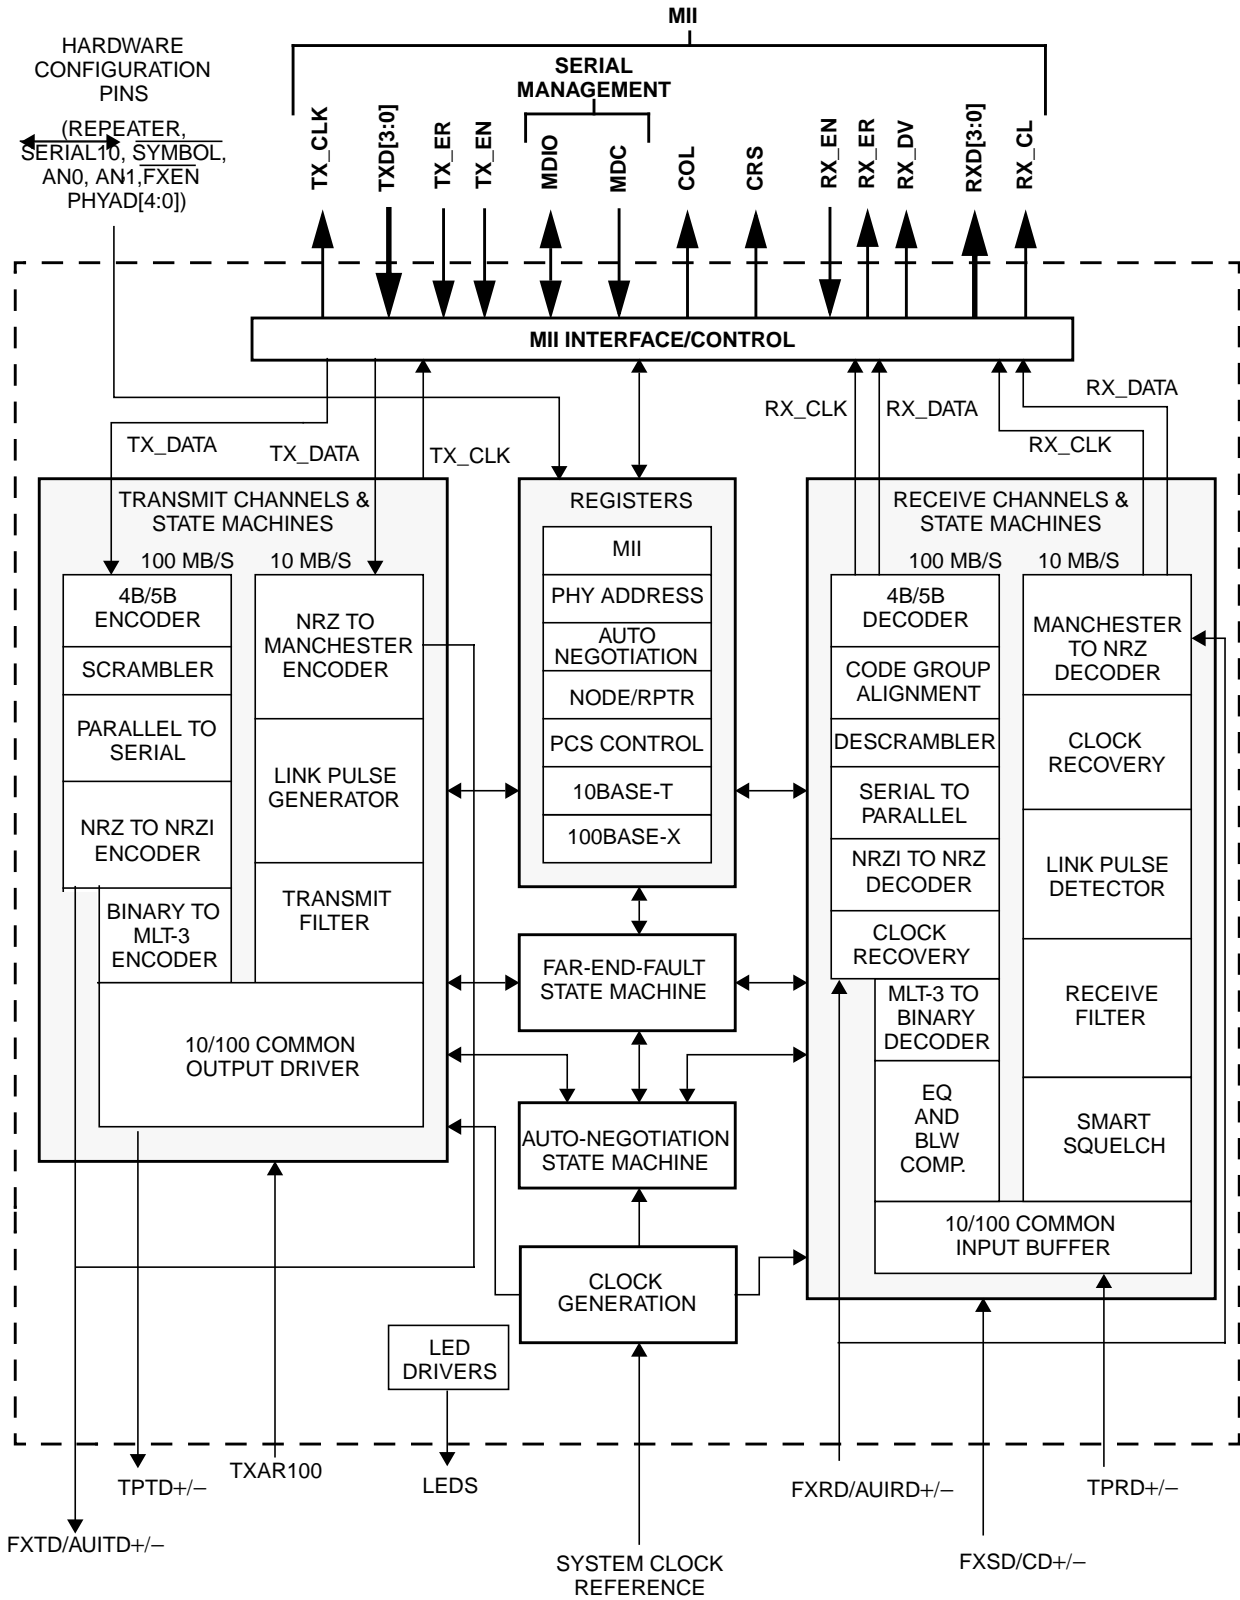 MII
HARDWARE
CONFIGURATION
PINS
(REPEATER,
SERIAL10, SYMBOL,
AN0, AN1,FXEN
PHYAD[4:0])
SERIAL
MANAGEMENT
TX_CLK
TXD[3:0]
TX_ER
TX_EN
MDIO
MDC
COL
CRS
RX_EN
RX_ER
RX_DV
RXD[3:0]
RX_CL
MII INTERFACE/CONTROL
TX_DATA
TX_DATA
TX_CLK
RX_CLK
RX_DATA
RX_CLK
RX_DATA
TRANSMIT CHANNELS &
STATE MACHINES
100 MB/S
10 MB/S
4B/5B
ENCODER
SCRAMBLER
PARALLEL TO
SERIAL
NRZ TO NRZI
ENCODER
BINARY TO
MLT-3
ENCODER
NRZ TO
MANCHESTER
ENCODER
LINK PULSE
GENERATOR
TRANSMIT
FILTER
10/100 COMMON
OUTPUT DRIVER
REGISTERS
MII
PHY ADDRESS
AUTO
NEGOTIATION
NODE/RPTR
PCS CONTROL
10BASE-T
100BASE-X
FAR-END-FAULT
STATE MACHINE
AUTO-NEGOTIATION
STATE MACHINE
CLOCK
GENERATION
LED
DRIVERS
RECEIVE CHANNELS &
STATE MACHINES
100 MB/S
10 MB/S
4B/5B
DECODER
CODE GROUP
ALIGNMENT
DESCRAMBLER
SERIAL TO
PARALLEL
NRZI TO NRZ
DECODER
CLOCK
RECOVERY
MLT-3 TO
BINARY
DECODER
EQ
AND
BLW
COMP.
MANCHESTER
TO NRZ
DECODER
CLOCK
RECOVERY
LINK PULSE
DETECTOR
RECEIVE
FILTER
SMART
SQUELCH
10/100 COMMON
INPUT BUFFER
TPTD+/−
TXAR100
LEDS
FXRD/AUIRD+/−
TPRD+/−
FXTD/AUITD+/−
SYSTEM CLOCK
REFERENCE
FXSD/CD+/−